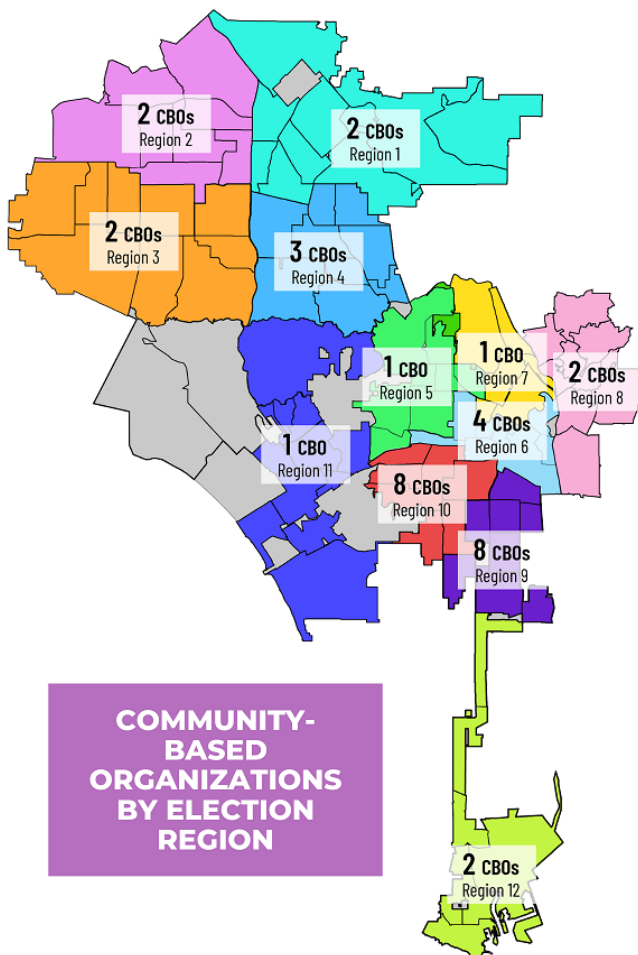 2 CBOs
Region 2
2 CBOs
Region 1
2 CBOs
Region 3
3 CBOs
Region 4
1 CBO
Region 5
1 CBO
Region 7
2 CBOs
Region 8
4 CBOs
Region 6
1 CBO
Region 11
8 CBOs
Region 10
8 CBOs
Region 9
COMMUNITY-
BASED
ORGANIZATIONS
BY ELECTION
REGION
2 CBOs
Region 12